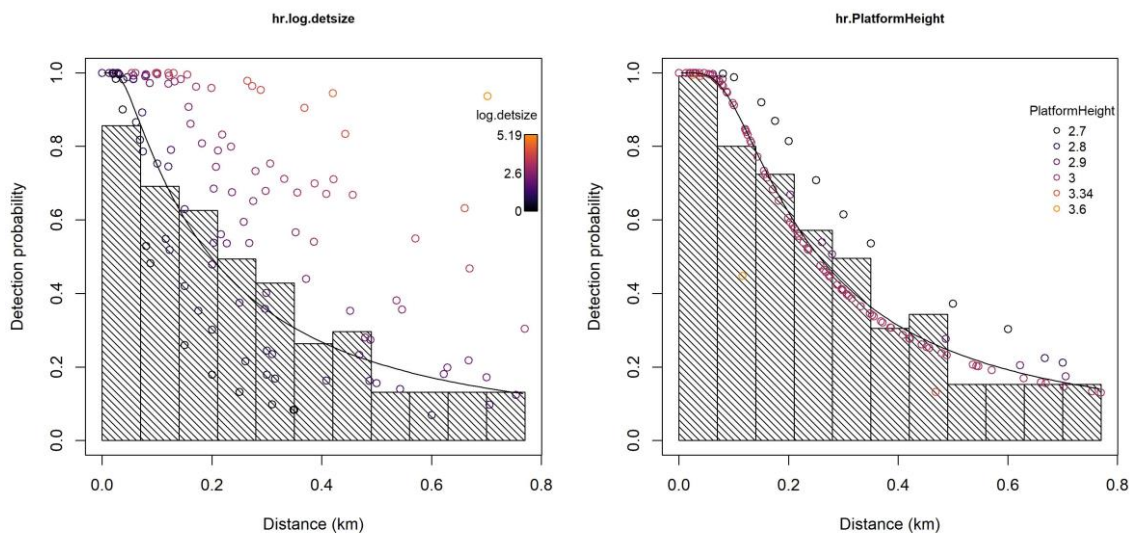 hr.log.detsize
Detection probability
1.0
0.8
0.6
0.4
0.2
0.0
log.detsize
5.19
2.6
0
0.0 0.2 0.4 0.6 0.8
Distance (km)
hr.PlatformHeight
Detection probability
1.0
0.8
0.6
0.4
0.2
0.0
PlatformHeight
2.7
2.8
2.9
3
3.34
3.6
0.0 0.2 0.4 0.6 0.8
Distance (km)